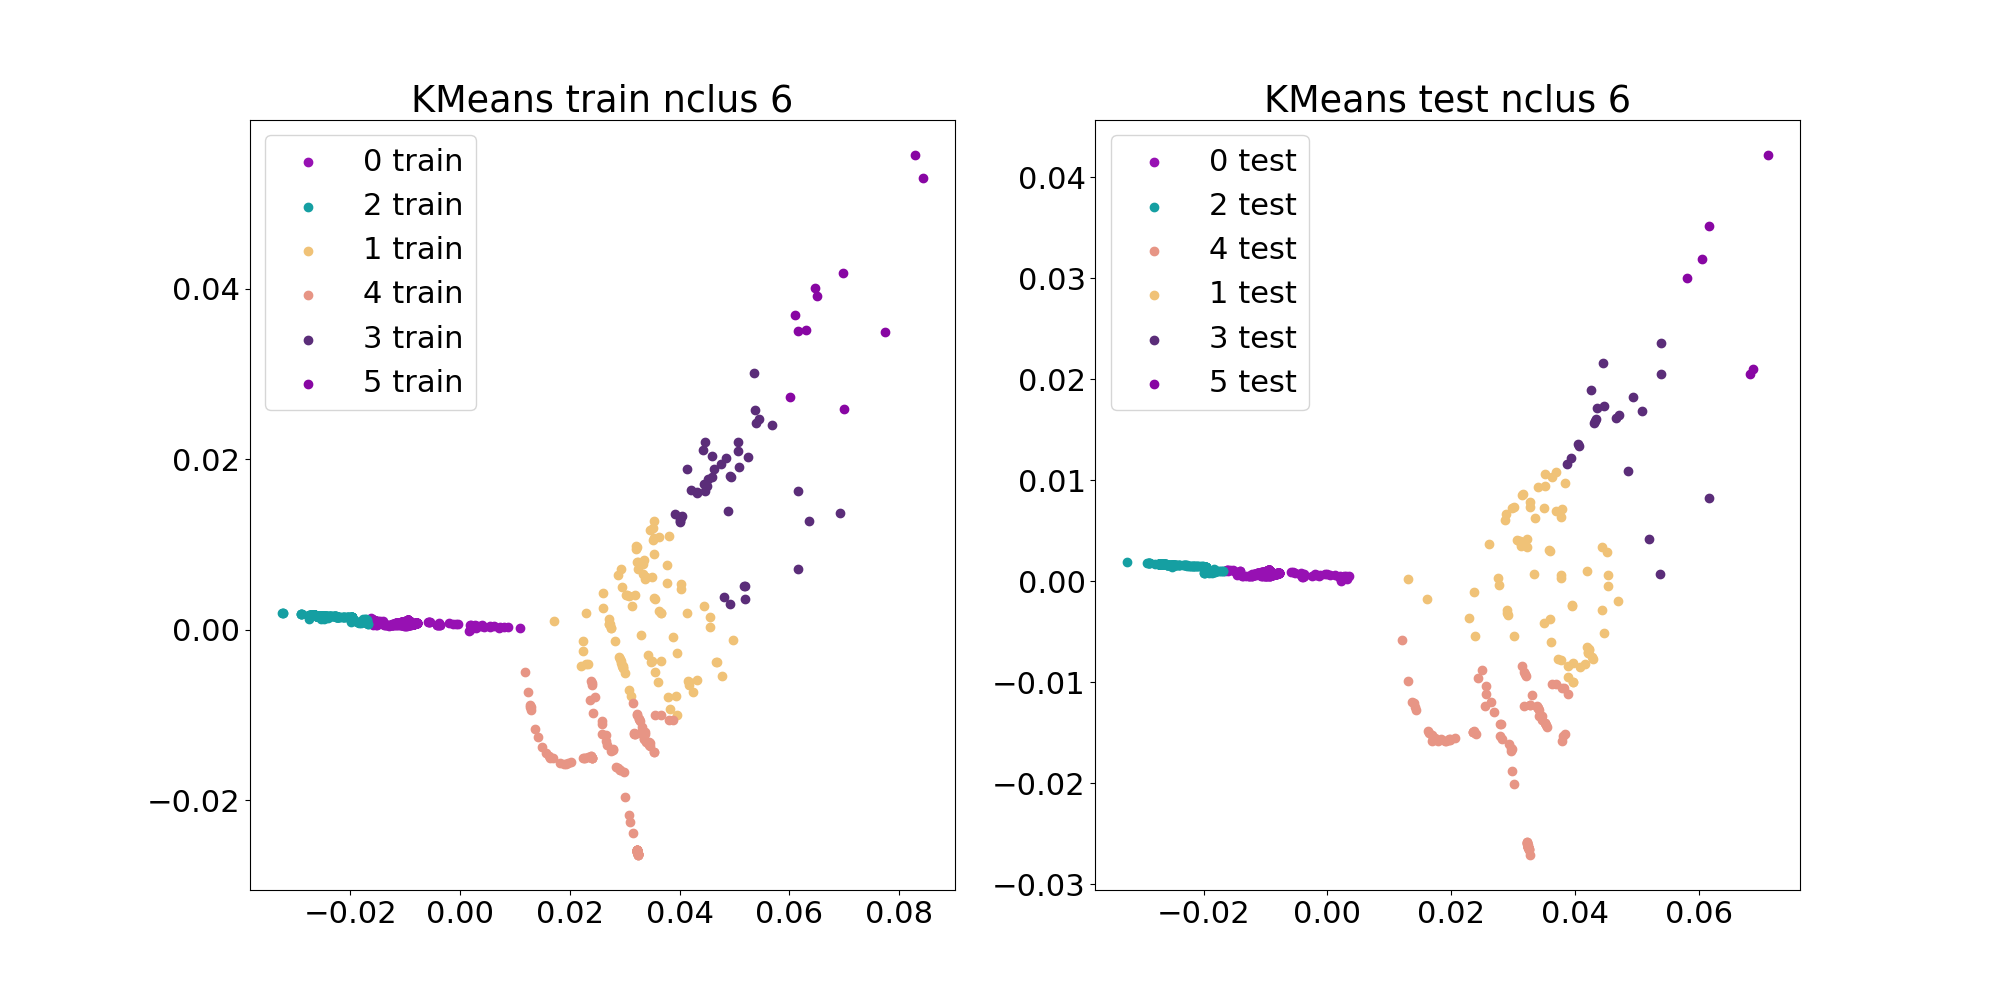 KMeans train nclus 6
0 train
2 train
1 train
4 train
3 train
5 train
0.04
0.02
0.00
−0.02
−0.02 0.00 0.02 0.04 0.06 0.08
KMeans test nclus 6
0 test
2 test
4 test
1 test
3 test
5 test
0.04
0.03
0.02
0.01
0.00
−0.01
−0.02
−0.03
−0.02 0.00 0.02 0.04 0.06